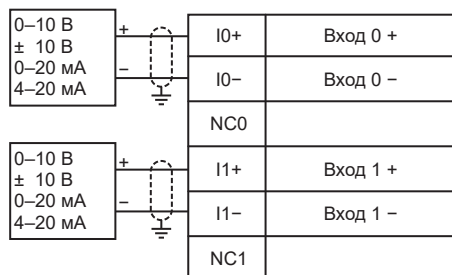 0–10 В
± 10 В
0–20 мА
4–20 мА
+
−
I0+ Вход 0 +
I0− Вход 0 −
NC0
0–10 В
± 10 В
0–20 мА
4–20 мА
+
−
I1+ Вход 1 +
I1− Вход 1 −
NC1